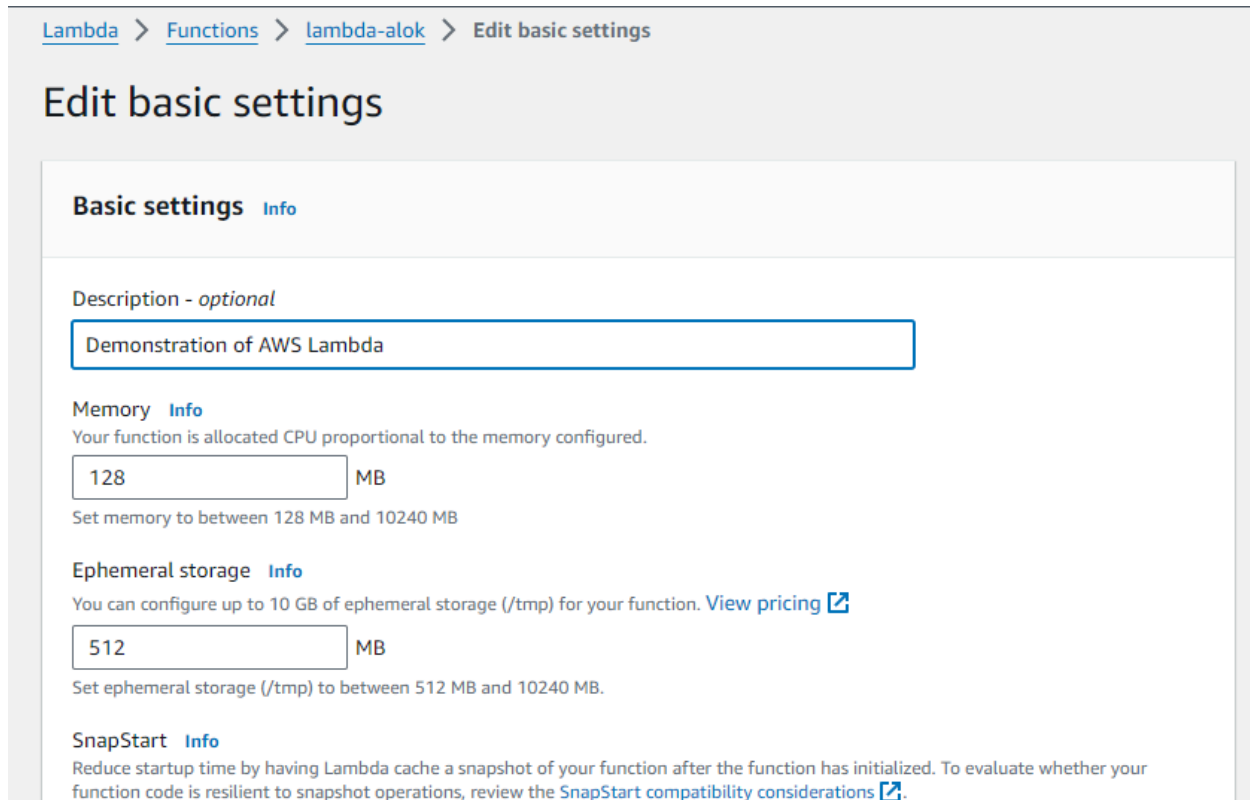 Lambda > Functions > lambda-alok > Edit basic settings
Edit basic settings
Basic settings Info
Description - optional
Demonstration of AWS Lambda
Memory Info
Your function is allocated CPU proportional to the memory configured.
128 MB
Set memory to between 128 MB and 10240 MB
Ephemeral storage Info
You can configure up to 10 GB of ephemeral storage (/tmp) for your function. View pricing
512 MB
Set ephemeral storage (/tmp) to between 512 MB and 10240 MB.
SnapStart Info
Reduce startup time by having Lambda cache a snapshot of your function after the function has initialized. To evaluate whether your
function code is resilient to snapshot operations, review the SnapStart compatibility considerations.